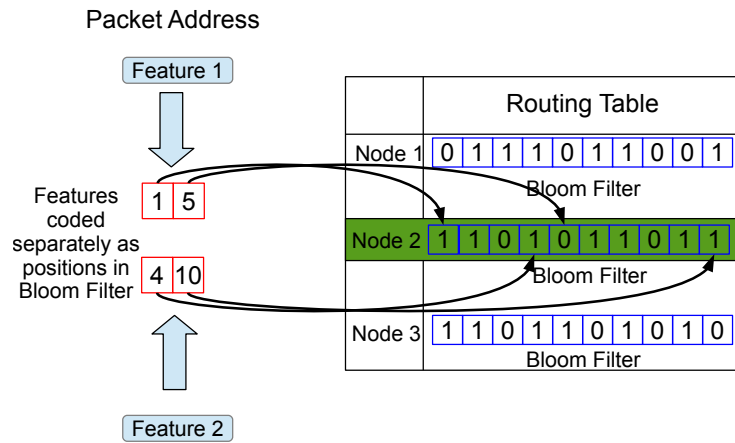 Packet Address
Feature 1
Routing Table
Node 1 0 1 1 1 0 1 1 0 0 1
Bloom Filter
1 5
Features
coded
separately as
positions in
Bloom Filter
Node 2 1 1 0 1 0 1 1 0 1 1
Bloom Filter
4 10
Node 3 1 1 0 1 1 0 1 0 1 0
Bloom Filter
Feature 2